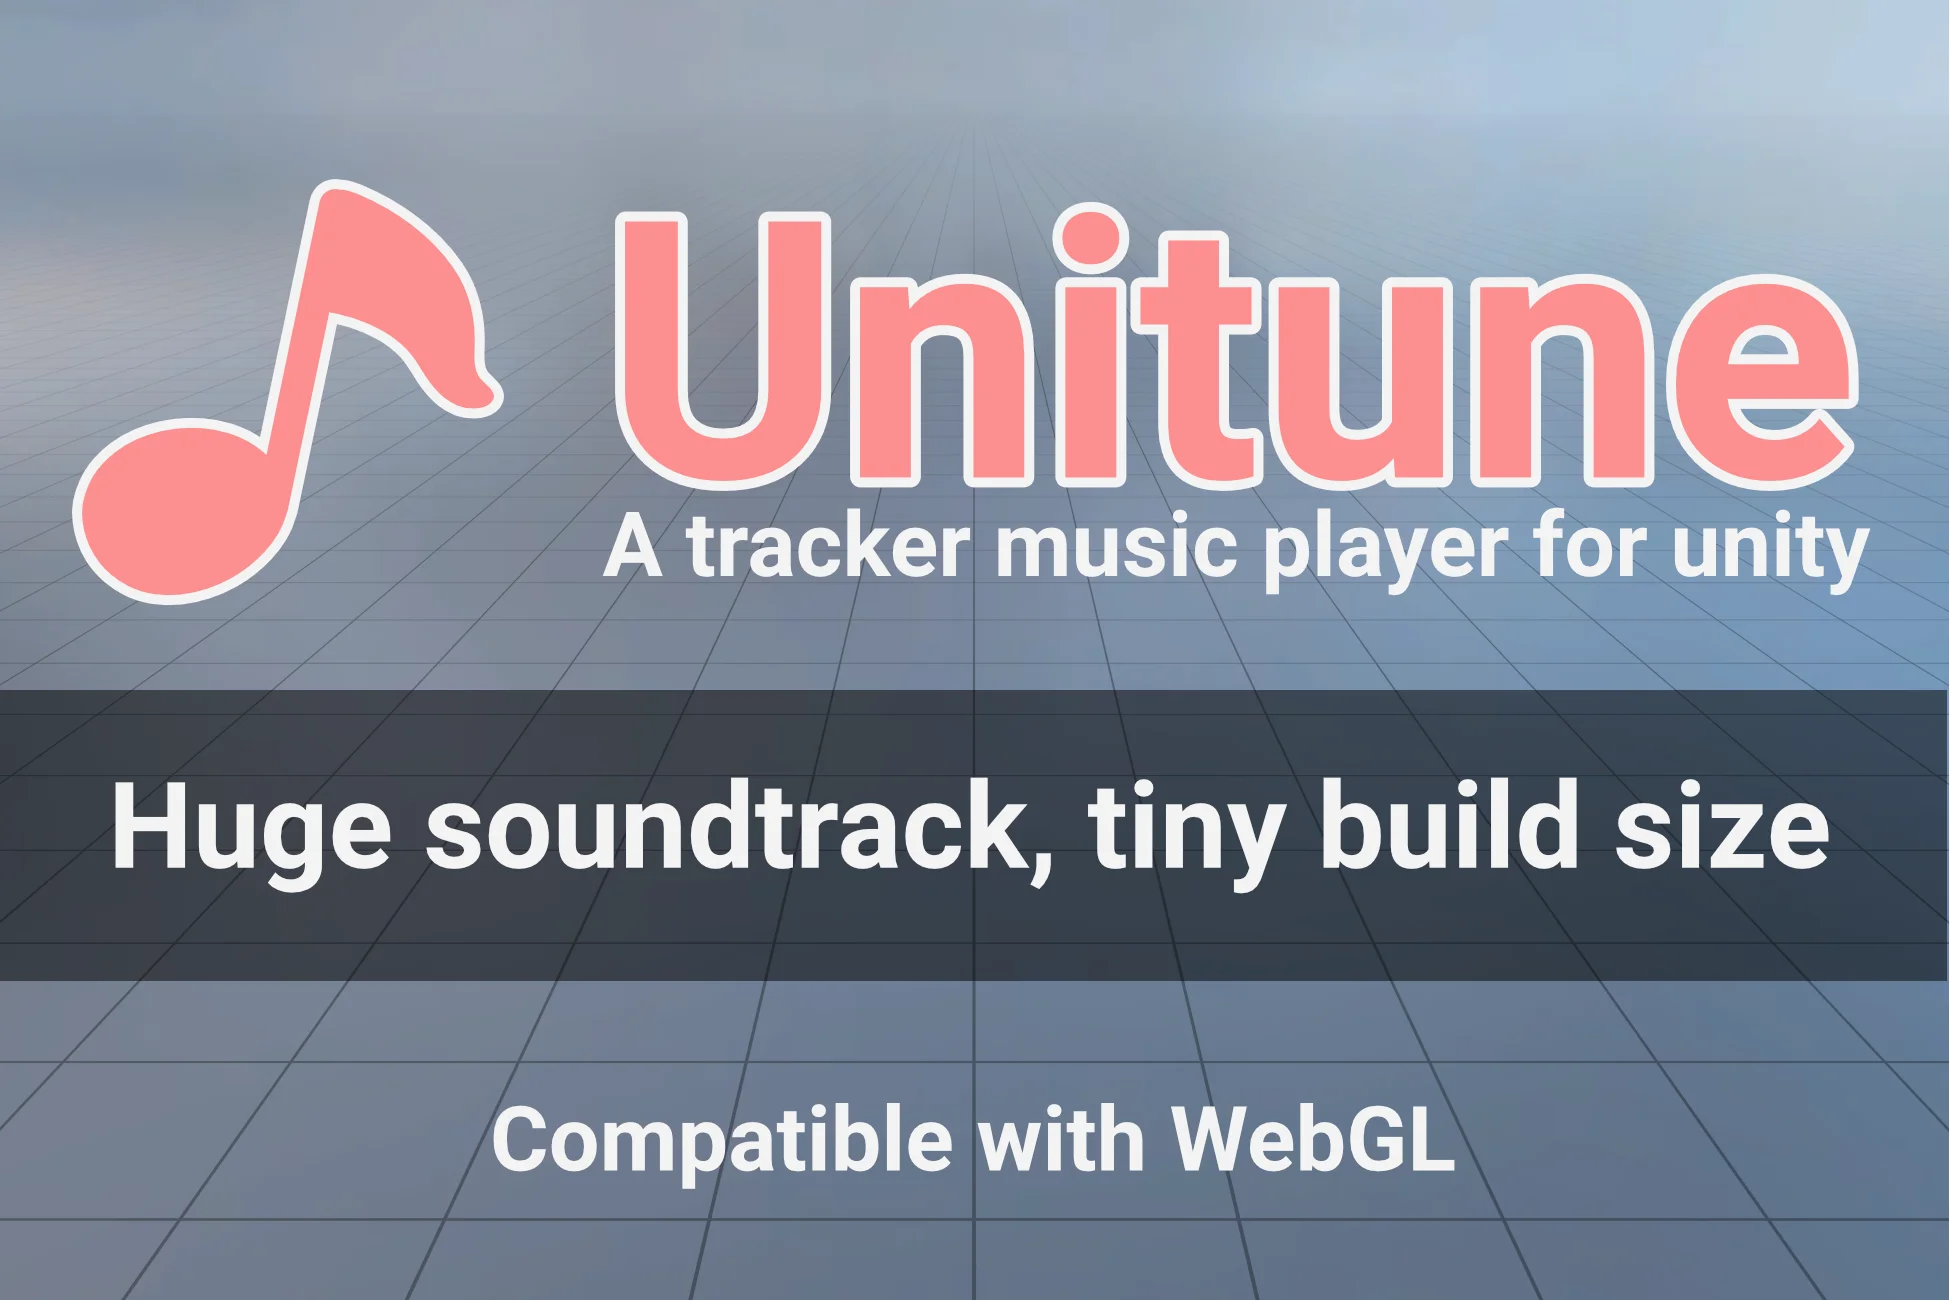 Unitune
A tracker music player for unity
Huge soundtrack, tiny build size
Compatible with WebGL